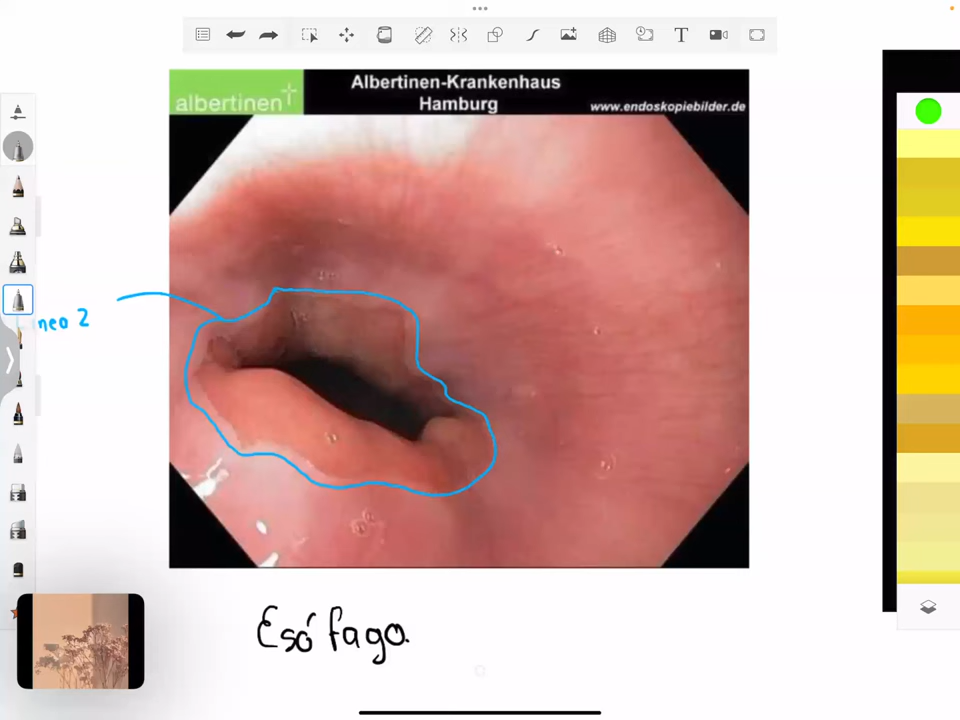 Albertinen-Krankenhaus
Hamburg
albertinen
www.endoskopiebilder.de
neo 2
Esófago.